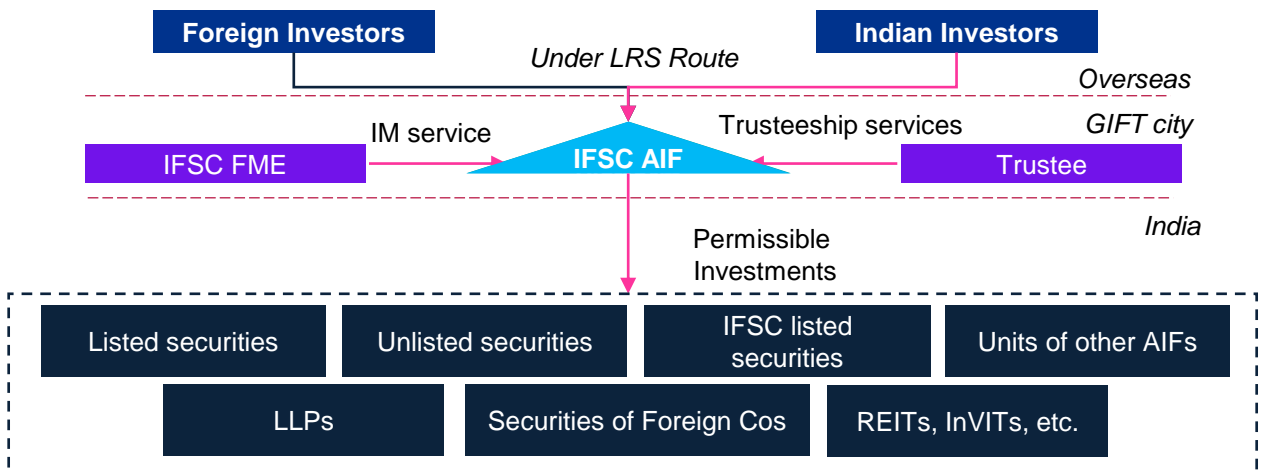 Foreign Investors
Indian Investors
Under LRS Route
Overseas
GIFT city
IM service
Trusteeship services
IFSC FME
IFSC AIF
Trustee
India
Permissible
Investments
Listed securities
Unlisted securities
IFSC listed
securities
Units of other AIFs
LLPs
Securities of Foreign Cos
REITs, InVITs, etc.